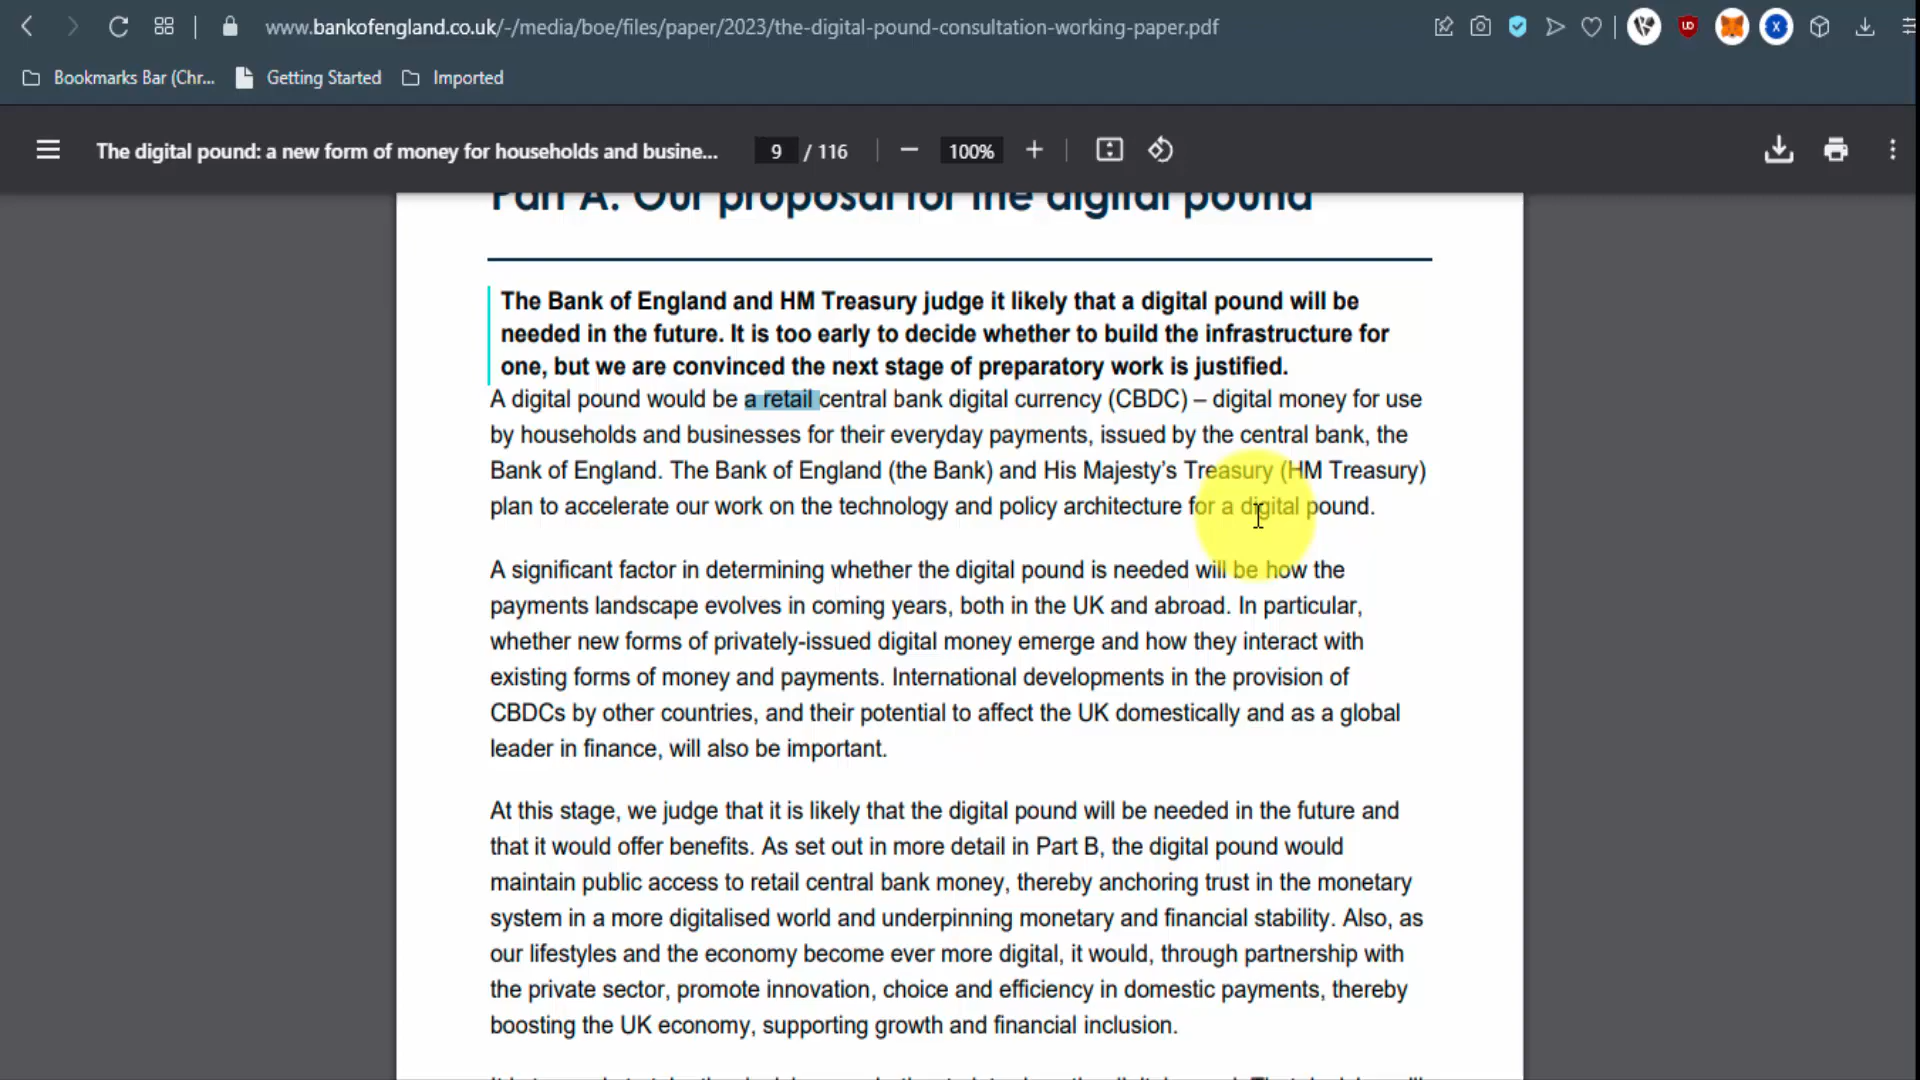 www.bankofengland.co.uk/-/media/boe/files/paper/2023/the-digital-pound-consultation-working-paper.pdf
Bookmarks Bar (Chr... Getting Started Imported
The digital pound: a new form of money for households and busine... 9 / 116 100%
Part A: Our proposal for the digital pound
The Bank of England and HM Treasury judge it likely that a digital pound will be
needed in the future. It is too early to decide whether to build the infrastructure for
one, but we are convinced the next stage of preparatory work is justified.
A digital pound would be a retail central bank digital currency (CBDC) – digital money for use
by households and businesses for their everyday payments, issued by the central bank, the
Bank of England. The Bank of England (the Bank) and His Majesty’s Treasury (HM Treasury)
plan to accelerate our work on the technology and policy architecture for a digital pound.
A significant factor in determining whether the digital pound is needed will be how the
payments landscape evolves in coming years, both in the UK and abroad. In particular,
whether new forms of privately-issued digital money emerge and how they interact with
existing forms of money and payments. International developments in the provision of
CBDCs by other countries, and their potential to affect the UK domestically and as a global
leader in finance, will also be important.
At this stage, we judge that it is likely that the digital pound will be needed in the future and
that it would offer benefits. As set out in more detail in Part B, the digital pound would
maintain public access to retail central bank money, thereby anchoring trust in the monetary
system in a more digitalised world and underpinning monetary and financial stability. Also, as
our lifestyles and the economy become ever more digital, it would, through partnership with
the private sector, promote innovation, choice and efficiency in domestic payments, thereby
boosting the UK economy, supporting growth and financial inclusion.